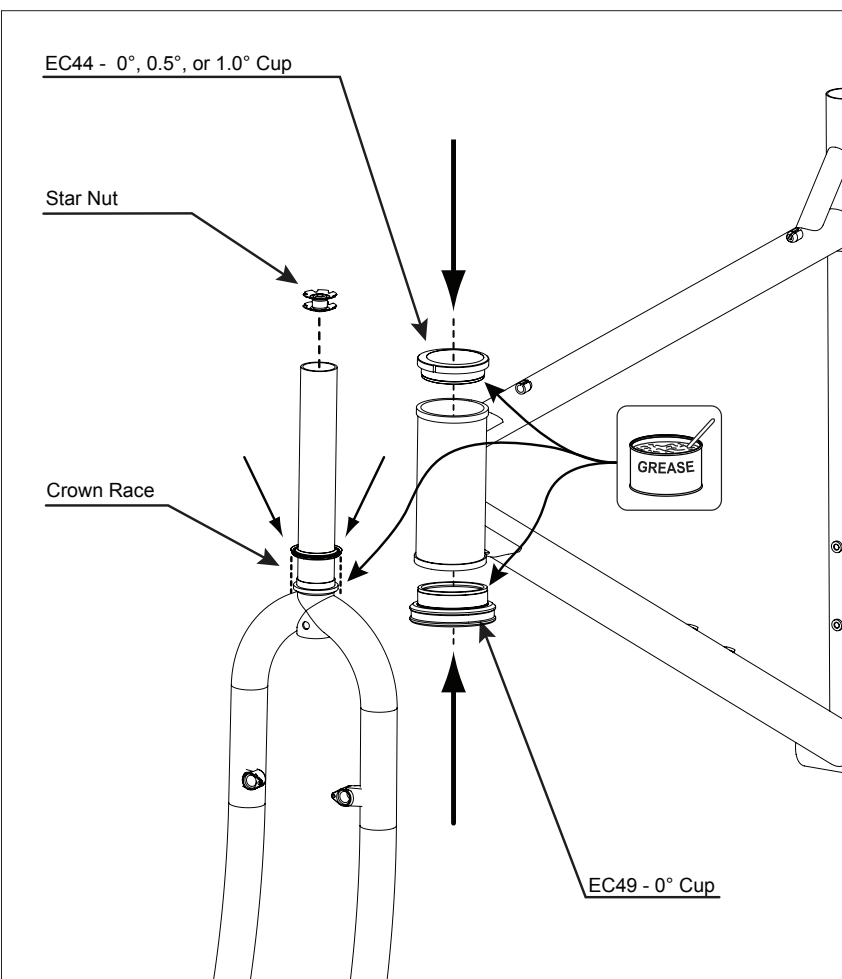 EC44 -  0°, 0.5°, or 1.0° Cup
Star Nut
GREASE
Crown Race
EC49 - 0° Cup